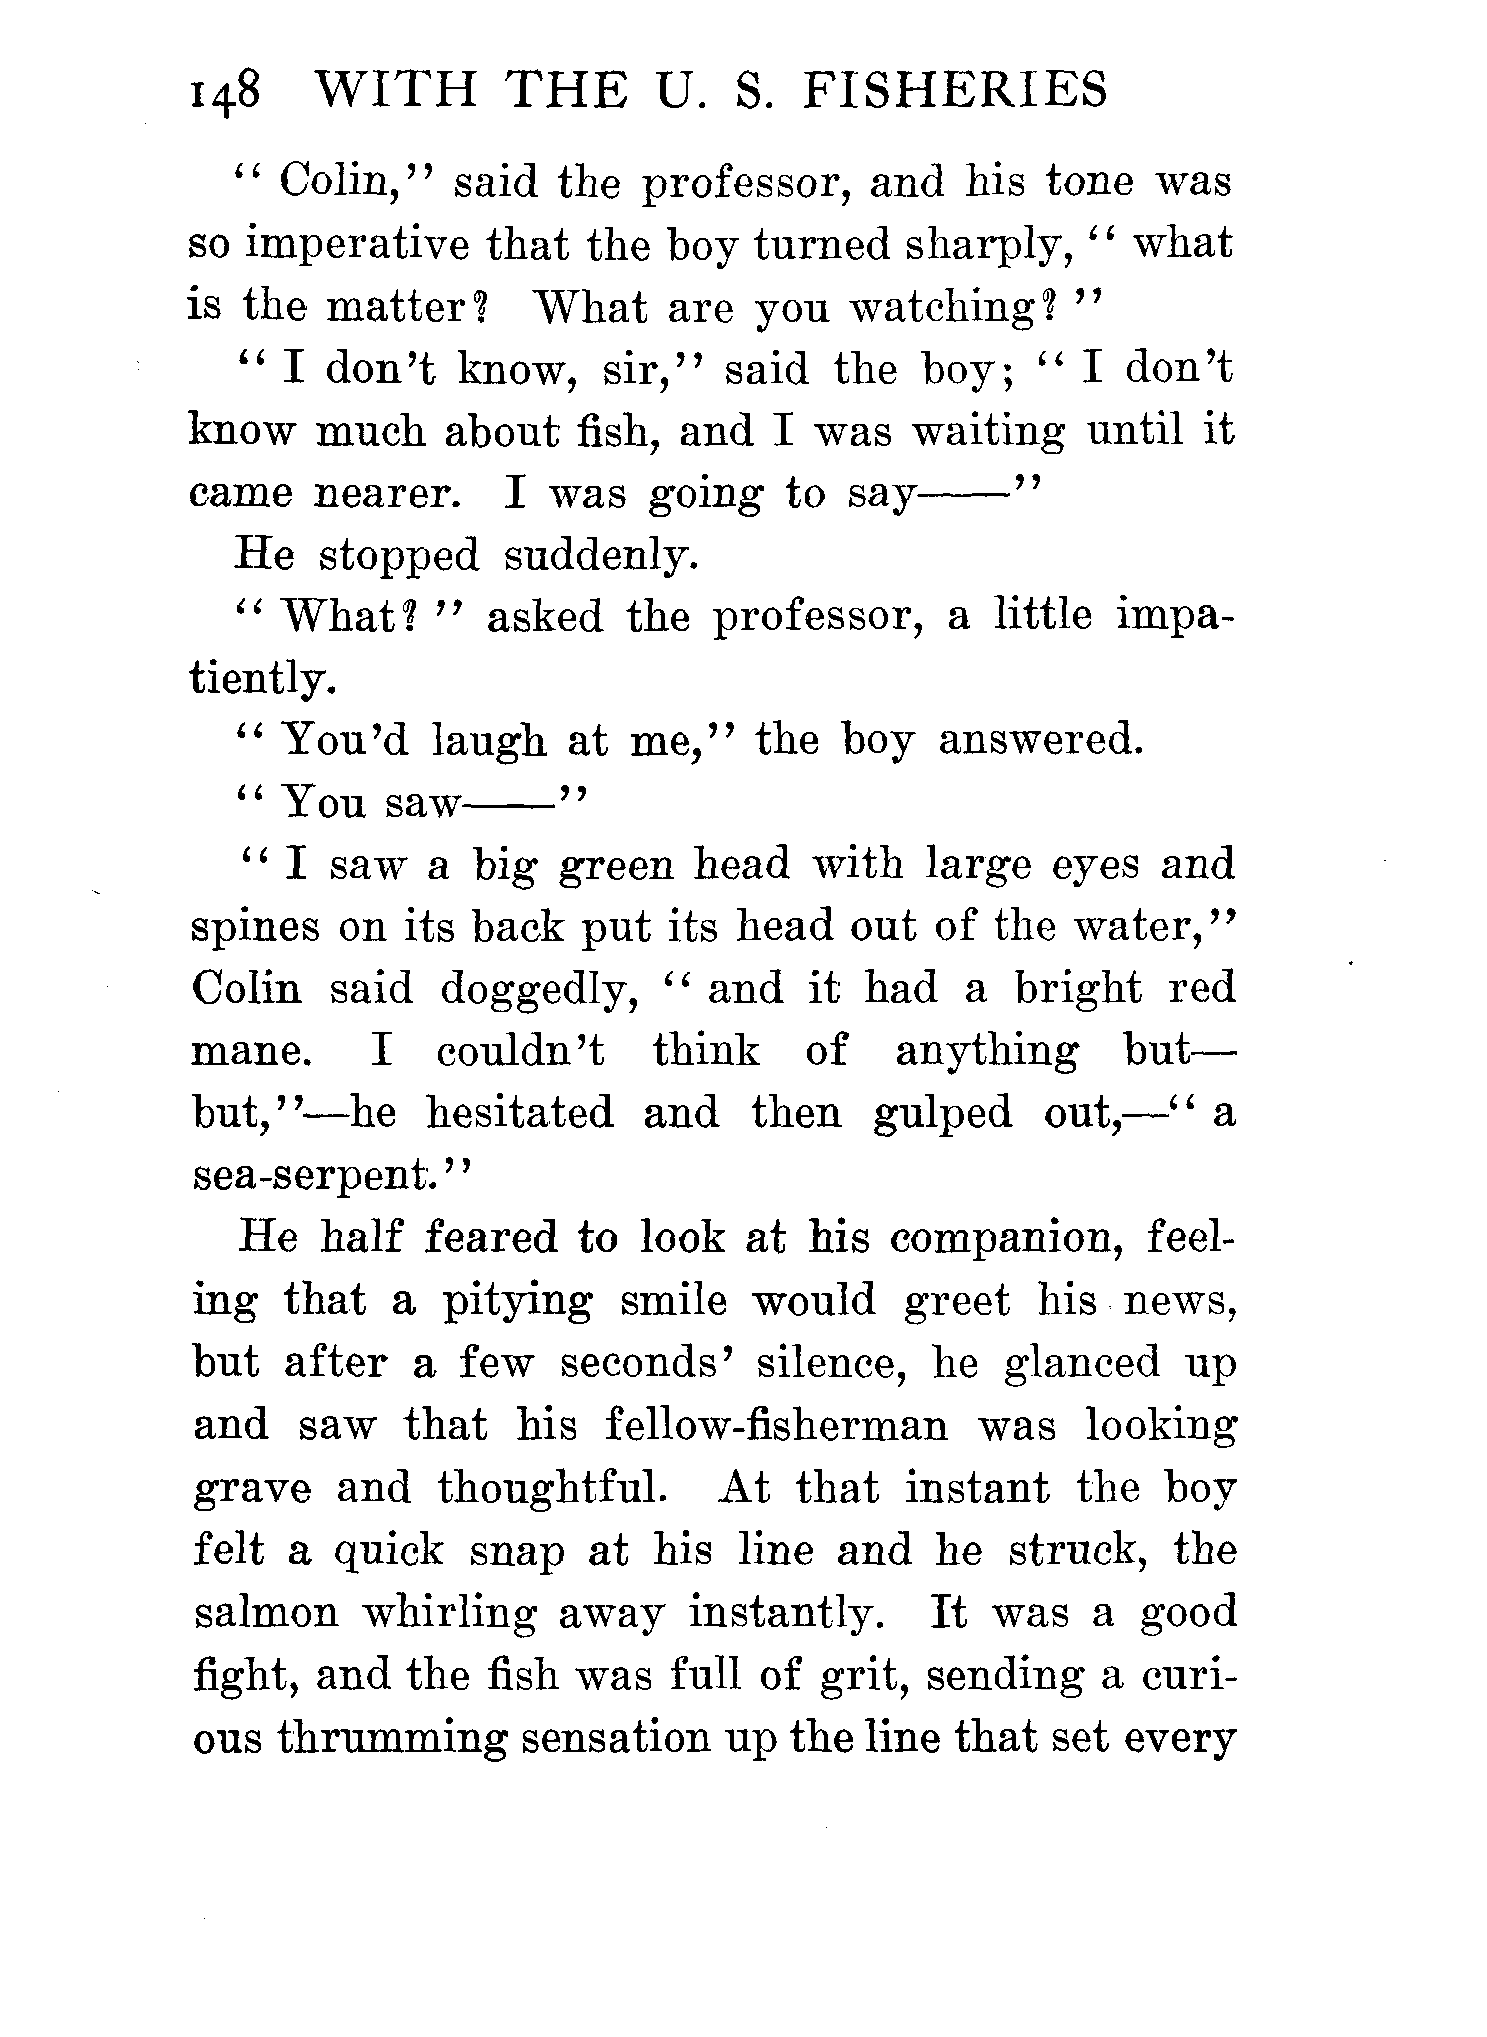 148 WITH THE U. S. FISHERIES
“ Colin,” said the professor, and his tone was
so imperative that the boy turned sharply, “ what
is the matter? What are you watching? ”
“ I don’t know, sir,” said the boy; “ I don’t
know much about fish, and I was waiting until it
came nearer. I was going to say——”
He stopped suddenly.
“ What? ” asked the professor, a little impa-
tiently.
“ You’d laugh at me,” the boy answered.
“ You saw——”
“ I saw a big green head with large eyes and
spines on its back put its head out of the water,”
Colin said doggedly, “ and it had a bright red
mane. I couldn’t think of anything but—
but,”—he hesitated and then gulped out,—“ a
sea-serpent.”
He half feared to look at his companion, feel-
ing that a pitying smile would greet his news,
but after a few seconds’ silence, he glanced up
and saw that his fellow-fisherman was looking
grave and thoughtful. At that instant the boy
felt a quick snap at his line and he struck, the
salmon whirling away instantly. It was a good
fight, and the fish was full of grit, sending a curi-
ous thrumming sensation up the line that set every